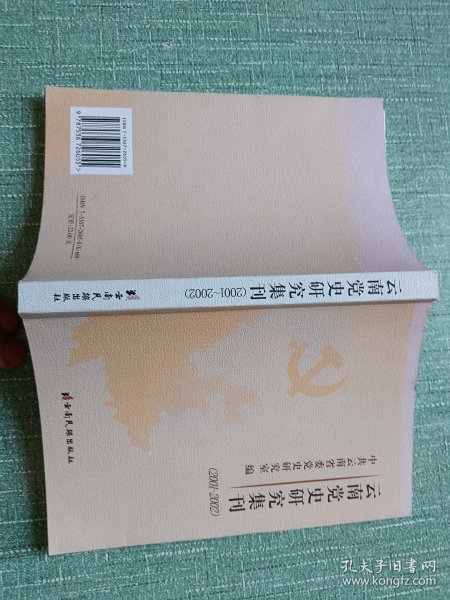 云南党史研究集刊
(2001-2002)
中共云南省委党史研究室 编
云南民族出版社
云南党史研究集刊
(2001~2002)
云南民族出版社
孔夫子旧书网
www.kongfz.com